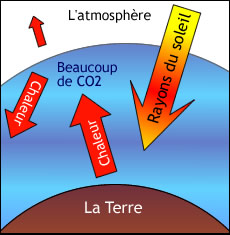 L'atmosphère
Beaucoup
de CO2
Rayons du soleil
Chaleur
Chaleur
La Terre